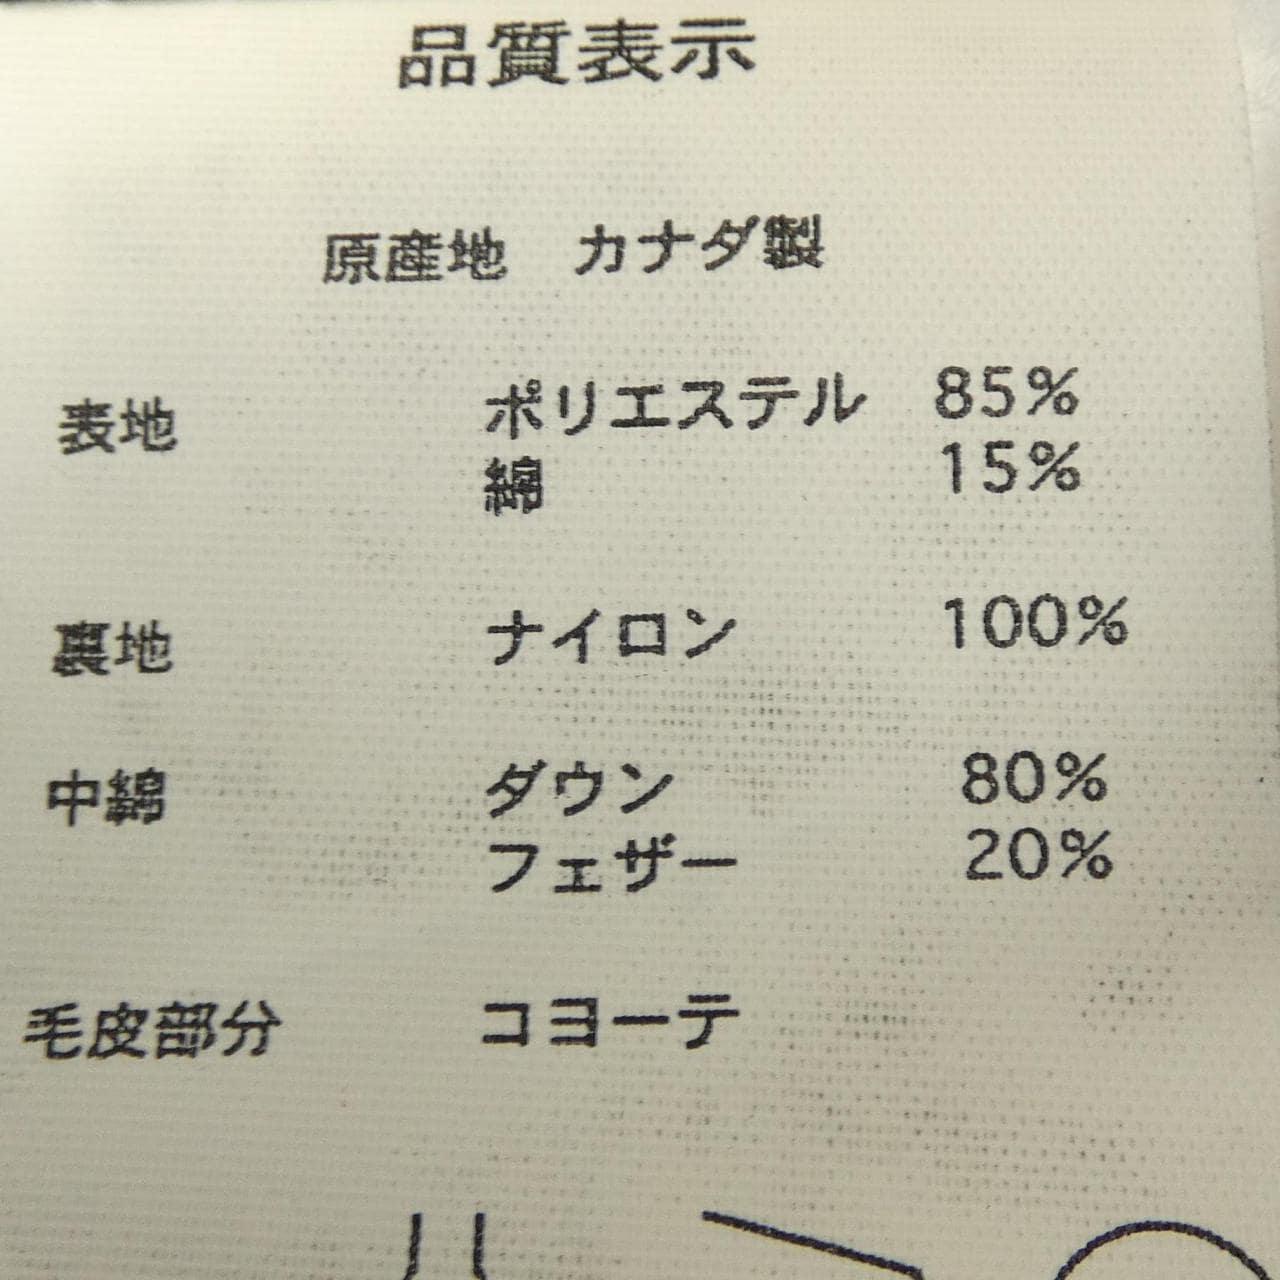 品質表示
原産地 カナダ製
表地 ポリエステル 85%
綿 15%
裏地 ナイロン 100%
中綿 ダウン 80%
フェザー 20%
毛皮部分 コヨーテ